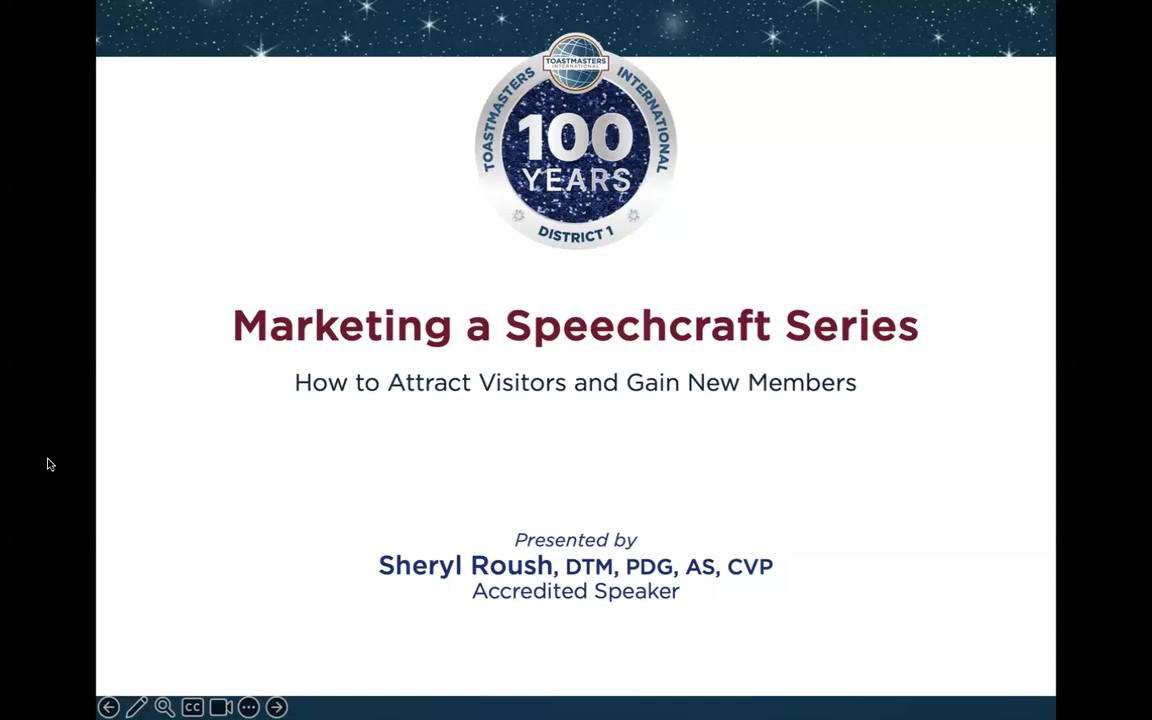 TOASTMASTERS
INTERNATIONAL
TOASTMASTERS INTERNATIONAL
100
YEARS
DISTRICT 1
Marketing a Speechcraft Series
How to Attract Visitors and Gain New Members
Presented by
Sheryl Roush, DTM, PDG, AS, CVP
Accredited Speaker
CC